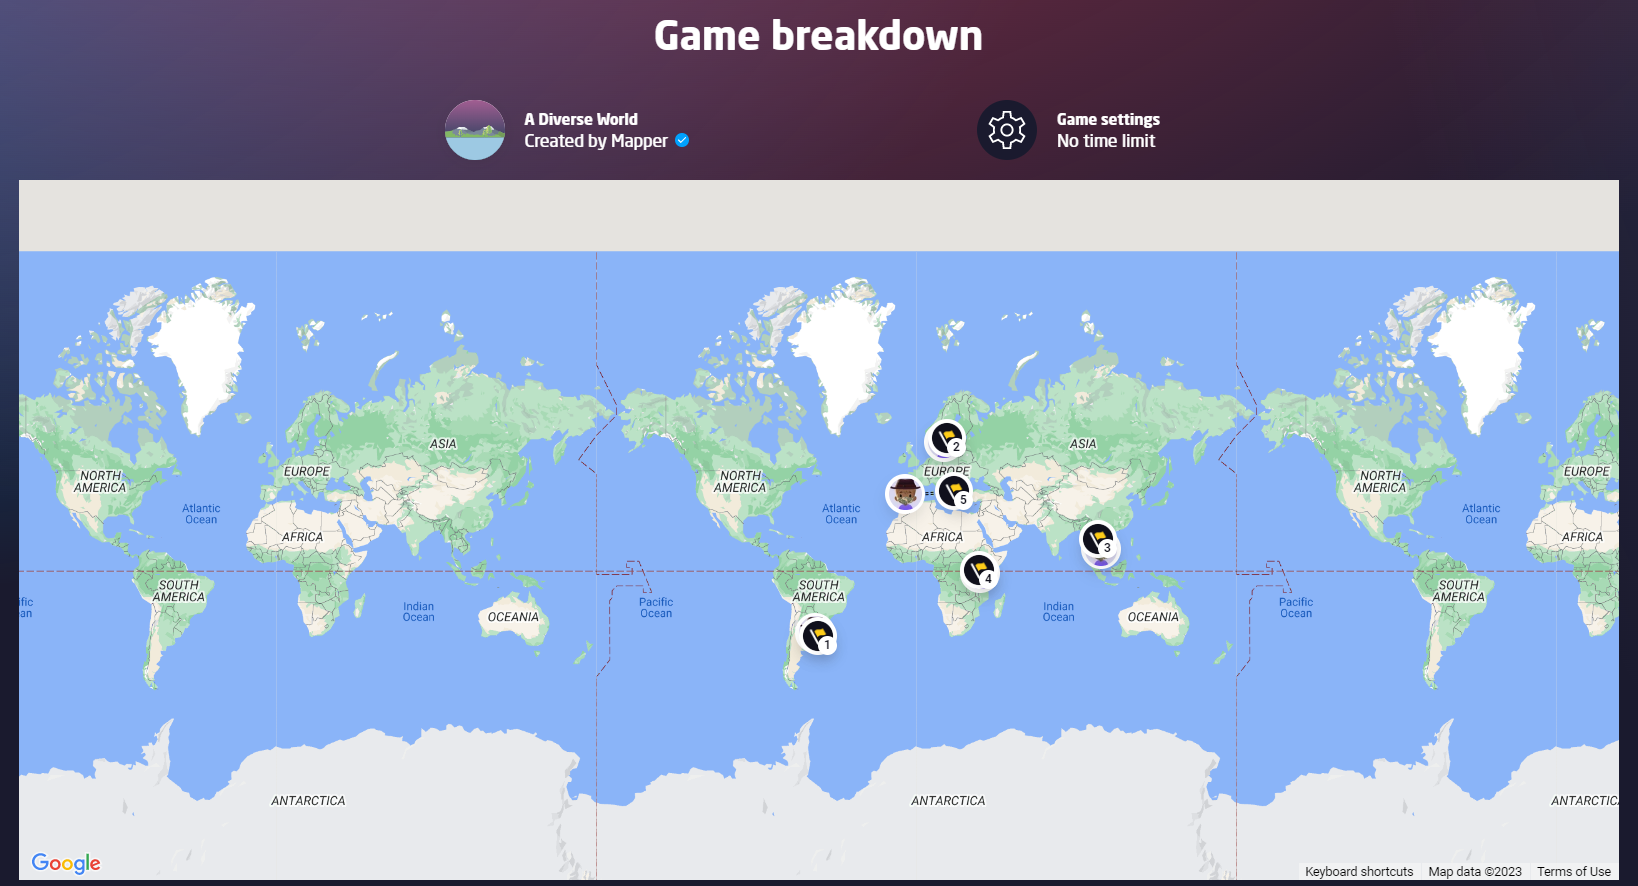 Game breakdown
A Diverse World
Created by Mapper
Game settings
No time limit
ASIA
EUROPE
NORTH
AMERICA
Atlantic
Ocean
AFRICA
SOUTH
AMERICA
Indian
Ocean
OCEANIA
ific
an
Pacific
Ocean
ANTARCTICA
ASIA
2
EUROPE
NORTH
AMERICA
5
Atlantic
Ocean
AFRICA
3
4
SOUTH
AMERICA
Indian
Ocean
OCEANIA
1
Pacific
Ocean
ANTARCTICA
EUROPE
NORTH
AMERICA
Atlantic
Ocean
AFRICA
SOUTH
AMERICA
ANTARCTIC
Google
Keyboard shortcuts
Map data ©2023
Terms of Use